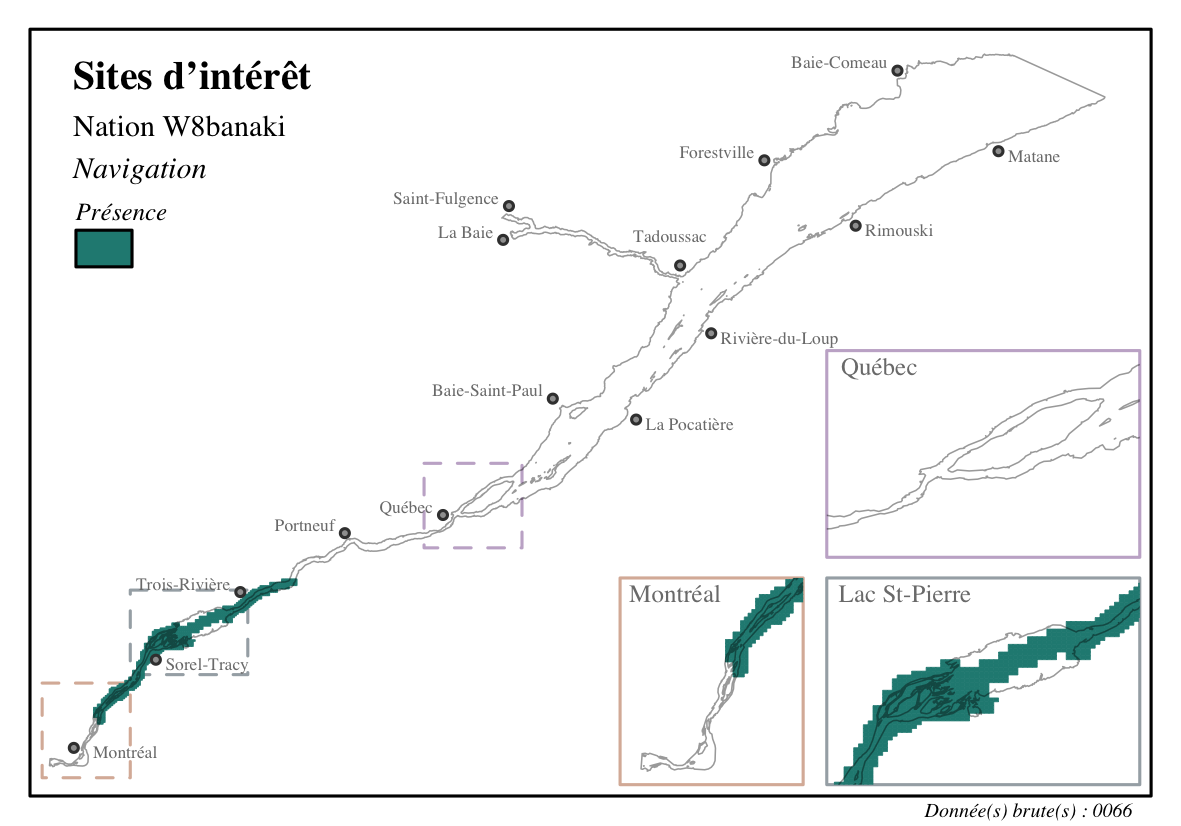 Sites d’intérêt
Nation W8banaki
Navigation
Présence
Baie-Comeau
Forestville
Matane
Saint-Fulgence
La Baie
Tadoussac
Rimouski
Rivière-du-Loup
Baie-Saint-Paul
La Pocatière
Québec
Portneuf
Trois-Rivière
Sorel-Tracy
Montréal
Québec
Montréal
Lac St-Pierre
Donnée(s) brute(s) : 0066